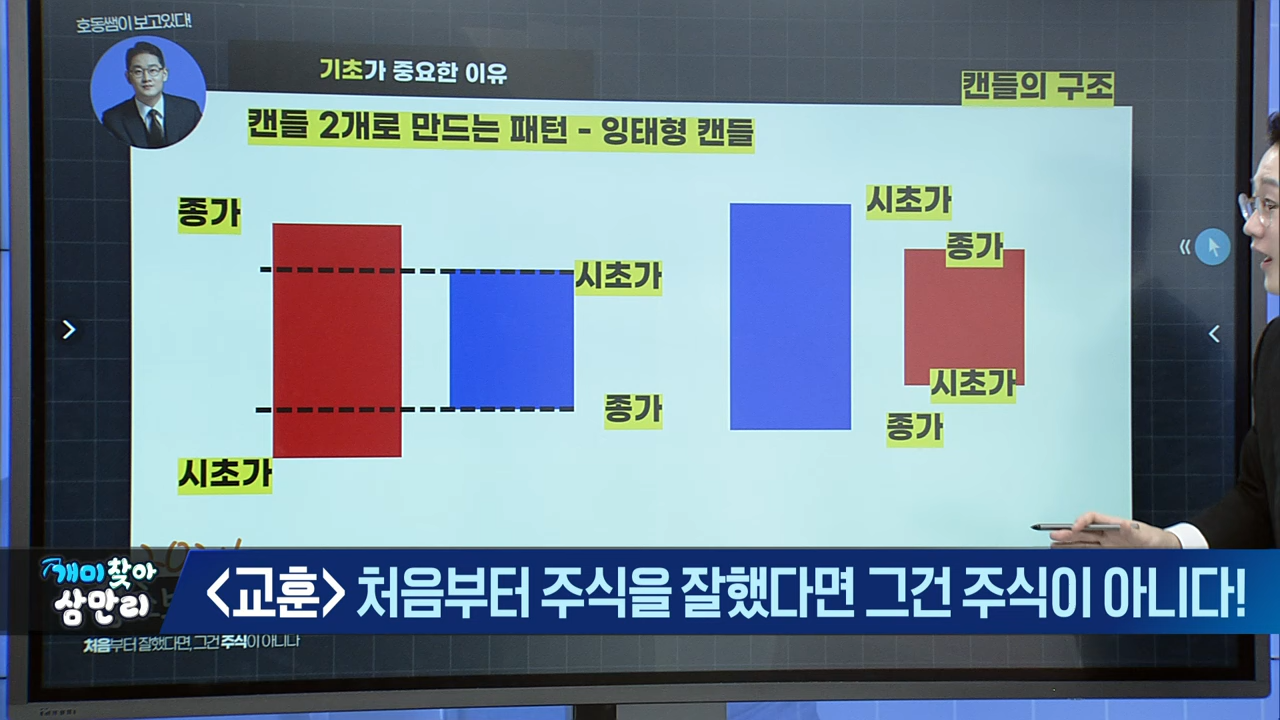 호동쌤이 보고있다!
기초가 중요한 이유
캔들의 구조
캔들 2개로 만드는 패턴 - 잉태형 캔들
종가
시초가
시초가
종가
시초가
종가
시초가
종가
개미찾아
삼만리
<교훈> 처음부터 주식을 잘했다면 그건 주식이 아니다!
처음부터 잘했다면, 그건 주식이 아니다